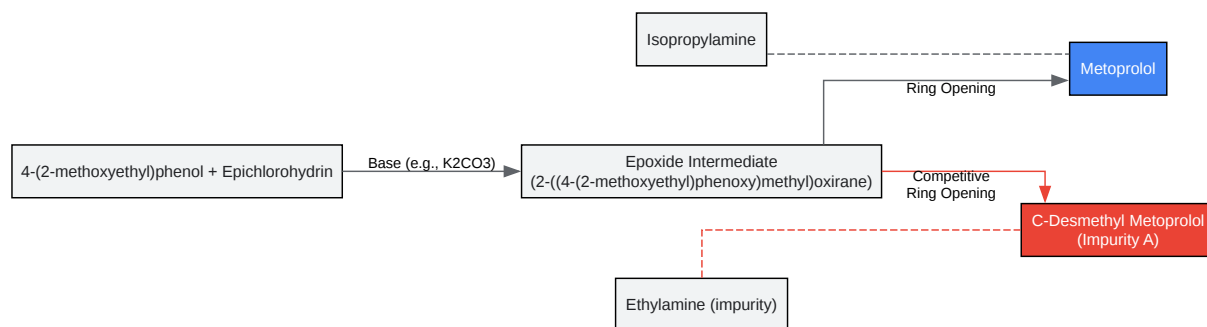 Isopropylamine
Metoprolol
Ring Opening
4-(2-methoxyethyl)phenol + Epichlorohydrin
Base (e.g., K2CO3)
Epoxide Intermediate
(2-((4-(2-methoxyethyl)phenoxy)methyl)oxirane)
Competitive
Ring Opening
C-Desmethyl Metoprolol
(Impurity A)
Ethylamine (impurity)